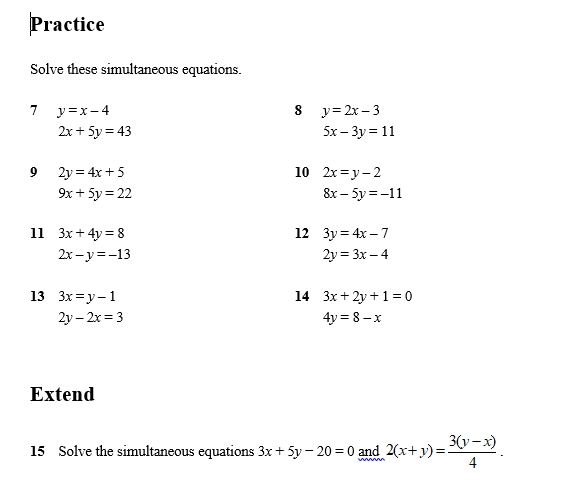 Practice
Solve these simultaneous equations.
7 y = x – 4
2x + 5y = 43
8 y = 2x – 3
5x – 3y = 11
9 2y = 4x + 5
9x + 5y = 22
10 2x = y – 2
8x – 5y = –11
11 3x + 4y = 8
2x – y = –13
12 3y = 4x – 7
2y = 3x – 4
13 3x = y – 1
2y – 2x = 3
14 3x + 2y + 1 = 0
4y = 8 – x
Extend
15 Solve the simultaneous equations 3x + 5y − 20 = 0 and 2(x + y) = 3(y − x)/4 .